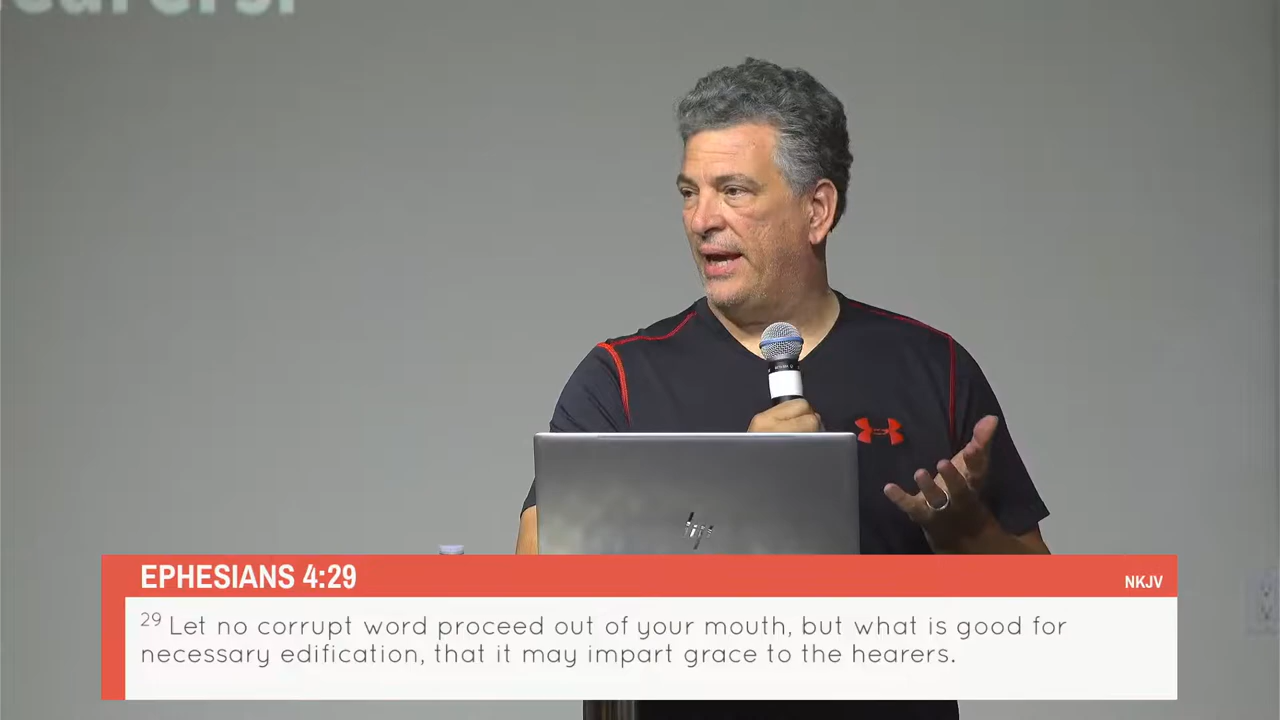 EPHESIANS 4:29
NKJV
29 Let no corrupt word proceed out of your mouth, but what is good for
necessary edification, that it may impart grace to the hearers.
hp